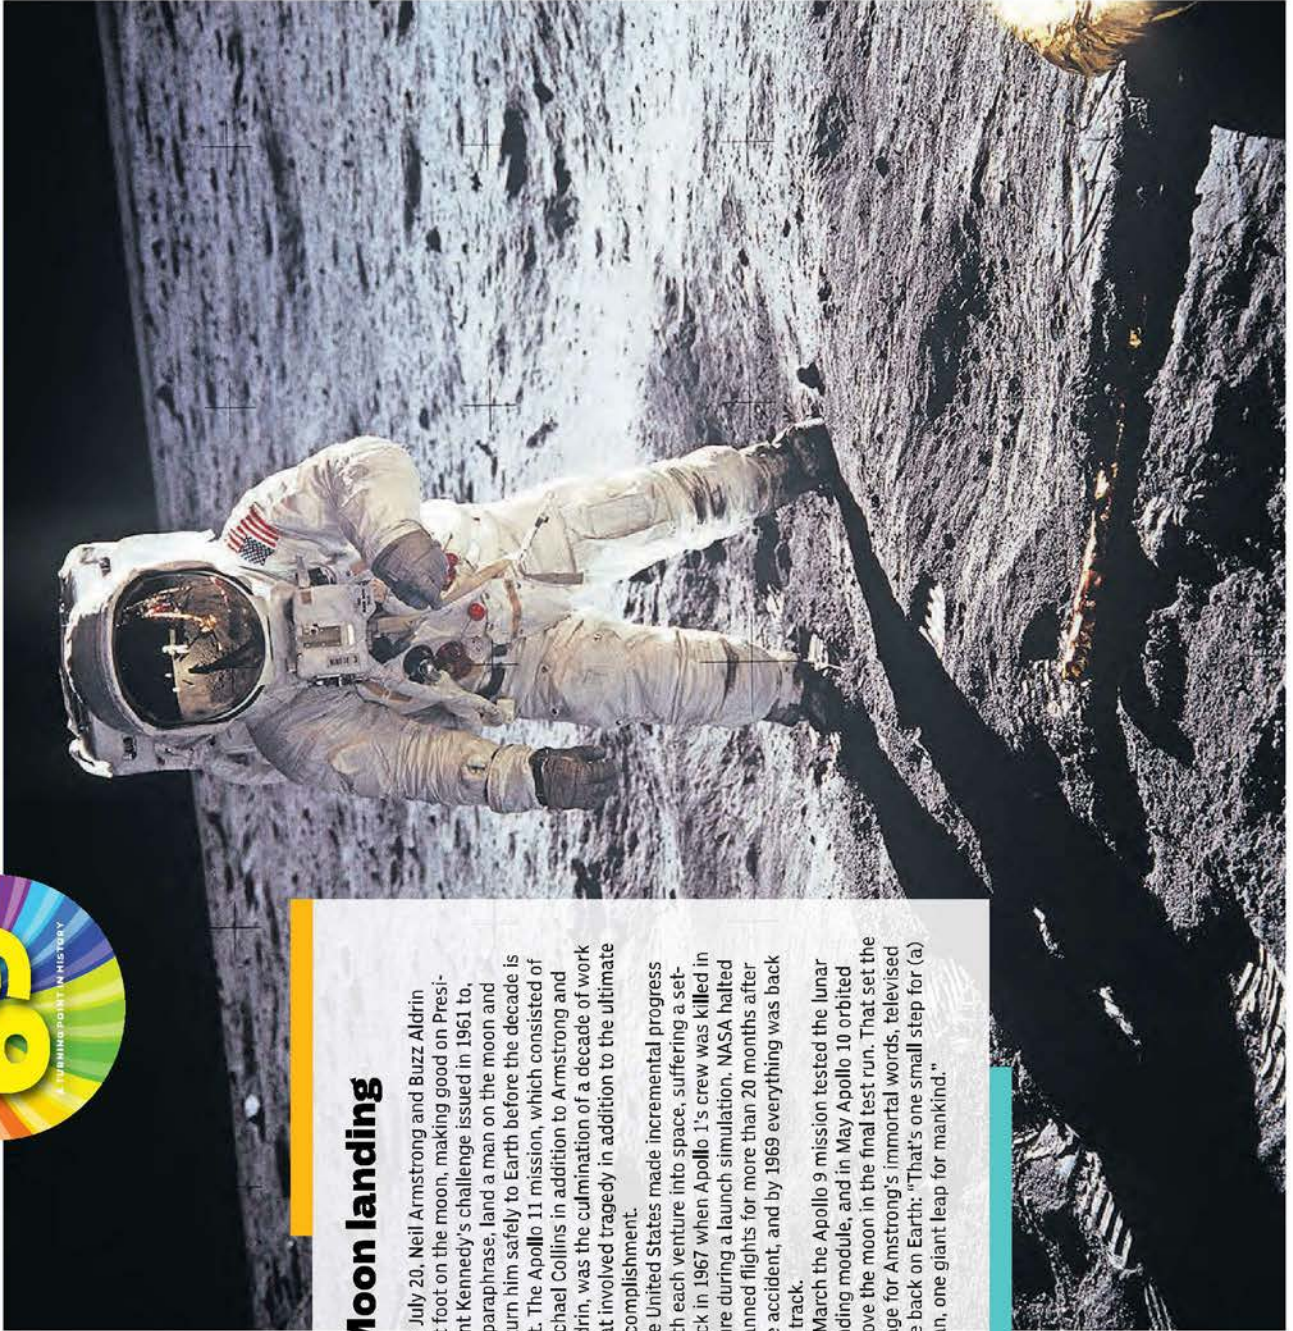 A TURNING POINT IN HISTORY
Moon landing
July 20, Neil Armstrong and Buzz Aldrin
t foot on the moon, making good on Presi-
nt Kennedy's challenge issued in 1961 to,
paraphrase, land a man on the moon and
urn him safely to Earth before the decade is
t. The Apollo 11 mission, which consisted of
chael Collins in addition to Armstrong and
drin, was the culmination of a decade of work
at involved tragedy in addition to the ultimate
complishment.
e United States made incremental progress
h each venture into space, suffering a set-
ck in 1967 when Apollo 1's crew was killed in
re during a launch simulation. NASA halted
nned flights for more than 20 months after
e accident, and by 1969 everything was back
track.
March the Apollo 9 mission tested the lunar
ding module, and in May Apollo 10 orbited
ove the moon in the final test run. That set the
age for Amstrong's immortal words, televised
e back on Earth: "That's one small step for (a)
n, one giant leap for mankind."